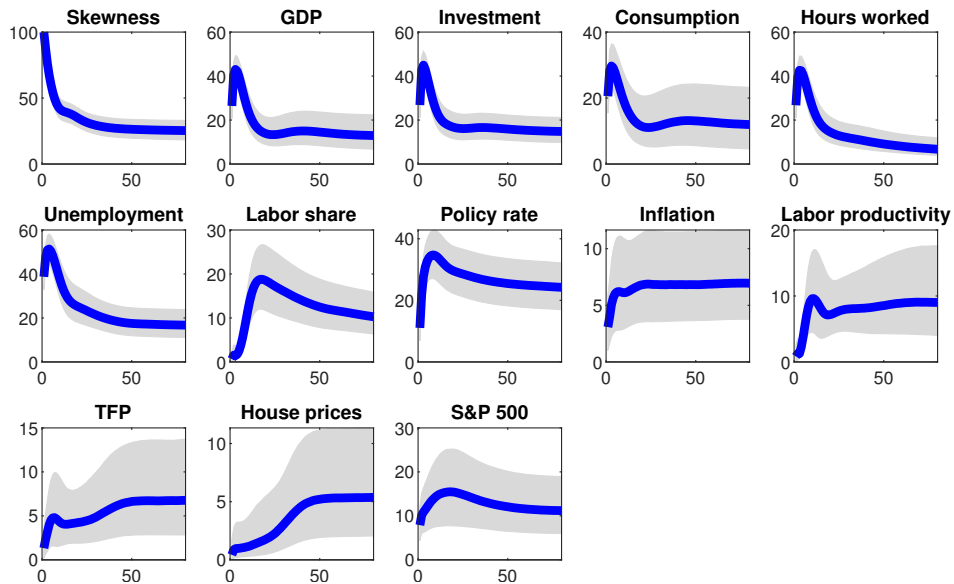 Skewness GDP Investment Consumption Hours worked
100 60 60 40 60
80
60 40 40 40
40 20
20 20 20 20
0 0 0 0 0
0 50 0 50 0 50 0 50 0 50
Unemployment Labor share Policy rate Inflation Labor productivity
60 30 40 10 20
40 20
20 5 10
20 10
0 0 0 0 0
0 50 0 50 0 50 0 50 0 50
TFP House prices S&P 500
15 10 30
10 20
5
5 10
0 0 0
0 50 0 50 0 50